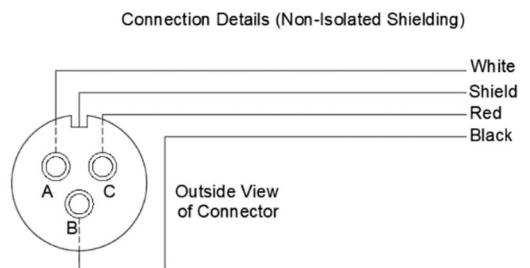 Connection Details (Non-Isolated Shielding)
White
Shield
Red
Black
A
C
B
Outside View
of Connector